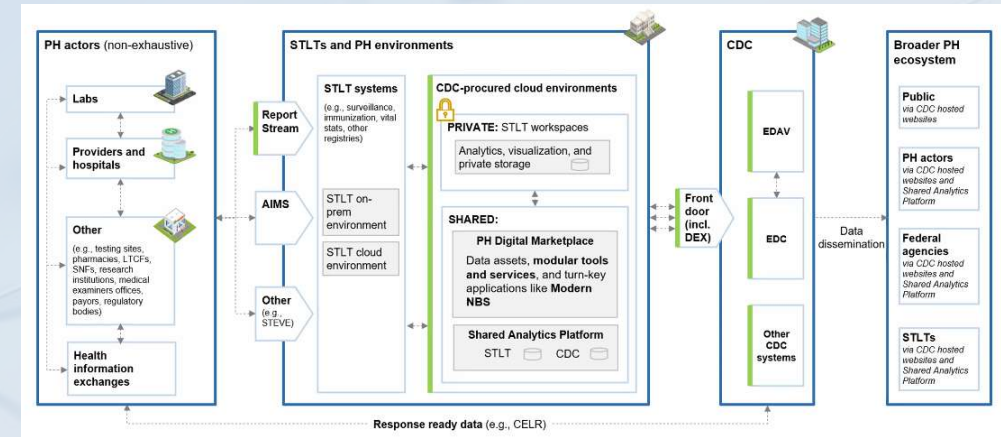 PH actors (non-exhaustive)
Labs
Providers and
hospitals
Other
(e.g., testing sites,
pharmacies, LTCFs,
SNFs, research
institutions, medical
examiners offices,
payors, regulatory
bodies)
Health
information
exchanges
STLTs and PH environments
Report
Stream
AIMS
Other
(e.g.,
STEVE)
STLT systems
(e.g., surveillance,
immunization, vital
stats, other
registries)
STLT on-
prem
environment
STLT cloud
environment
CDC-procured cloud environments
PRIVATE: STLT workspaces
Analytics, visualization, and
private storage
SHARED:
PH Digital Marketplace
Data assets, modular tools
and services, and turn-key
applications like Modern
NBS
Shared Analytics Platform
STLT CDC
Front
door
(incl.
DEX)
CDC
EDAV
EDC
Other
CDC
systems
Data
dissemination
Broader PH
ecosystem
Public
via CDC hosted
websites
PH actors
via CDC hosted
websites and
Shared Analytics
Platform
Federal
agencies
via CDC hosted
websites and
Shared Analytics
Platform
STLTs
via CDC hosted
websites and
Shared Analytics
Platform
Response ready data (e.g., CELR)